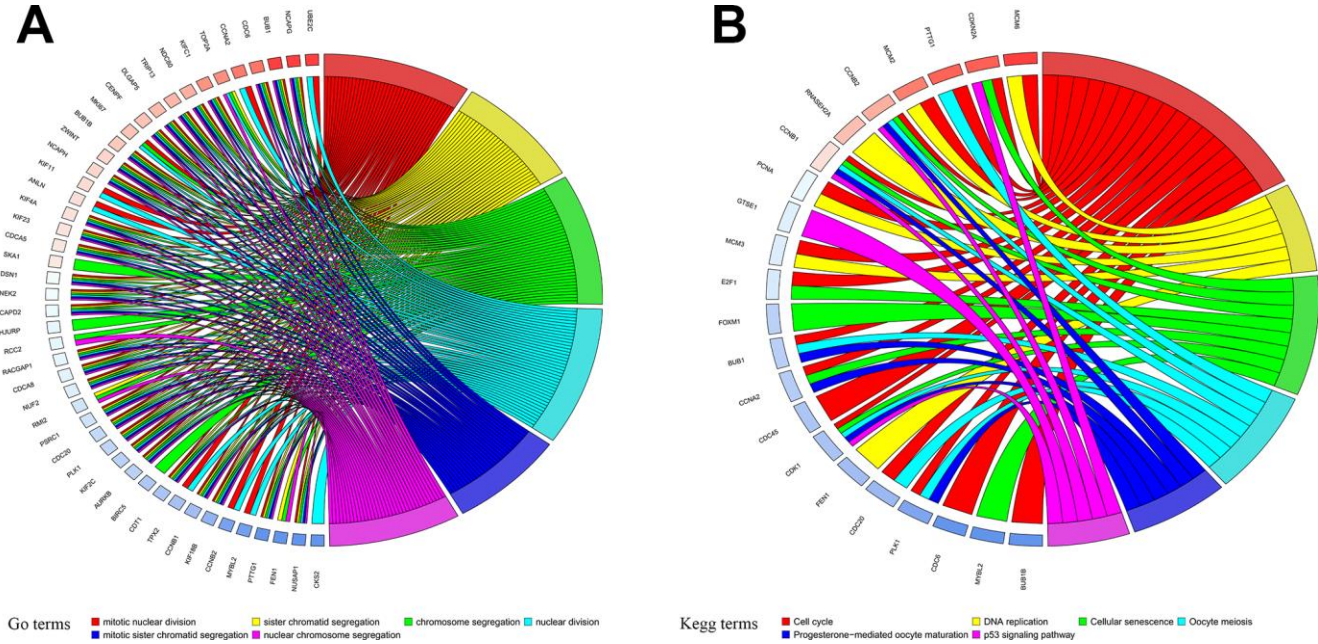 A
UBE2C
NCAPG
BUB1
CDC6
CCNA2
TOP2A
KIFC1
NDC80
TRIP13
DLGAP5
CENPF
MKI67
BUB1B
ZWINT
NCAPH
KIF11
ANLN
KIF4A
KIF23
CDCA5
SKA1
DSN1
NEK2
CAPD2
HJURP
RCC2
RACGAP1
CDCA8
NUF2
RMI2
PSRC1
CDC20
PLK1
KIF2C
AURKB
BIRC5
CDT1
TPX2
CCNB1
KIF18B
CCNB2
MYBL2
PTTG1
FEN1
NUSAP1
CKS2
Go terms
mitotic nuclear division
sister chromatid segregation
chromosome segregation
nuclear division
mitotic sister chromatid segregation
nuclear chromosome segregation
B
MCM6
CDKN2A
PTTG1
MCM2
CCNB2
RNASEH2A
CCNB1
PCNA
GTSE1
MCM3
E2F1
FOXM1
BUB1
CCNA2
CDC45
CDK1
FEN1
CDC20
PLK1
CDC6
MYBL2
BUB1B
Kegg terms
Cell cycle
DNA replication
Cellular senescence
Oocyte meiosis
Progesterone−mediated oocyte maturation
p53 signaling pathway